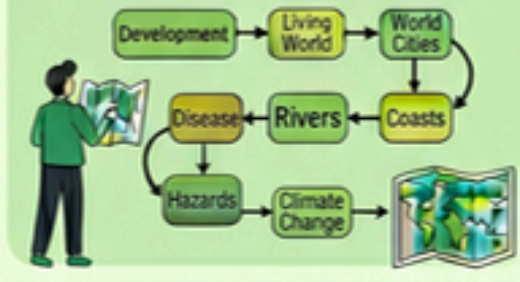 Development
Living
World
World
Cities
Coasts
Rivers
Disease
Hazards
Climate
Change